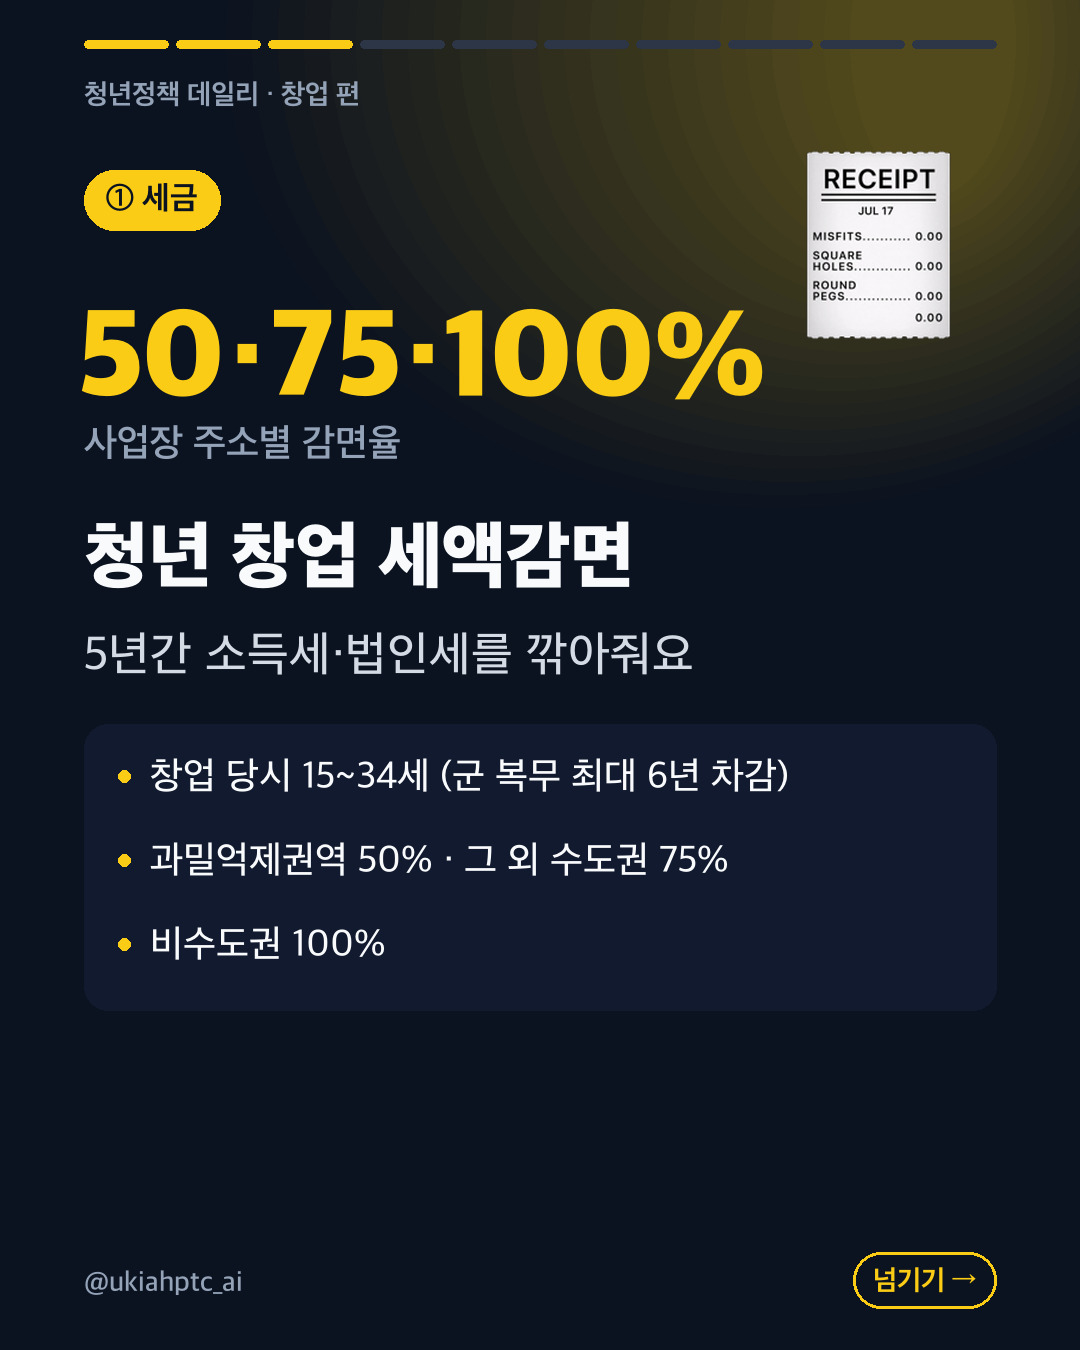 청년정책 데일리 · 창업 편
① 세금
RECEIPT
JUL 17
MISFITS........... 0.00
SQUARE
HOLES............. 0.00
ROUND
PEGS............... 0.00
0.00
50·75·100%
사업장 주소별 감면율
청년 창업 세액감면
5년간 소득세·법인세를 깎아줘요
• 창업 당시 15~34세 (군 복무 최대 6년 차감)
• 과밀억제권역 50% · 그 외 수도권 75%
• 비수도권 100%
@ukiahptc_ai
넘기기 →